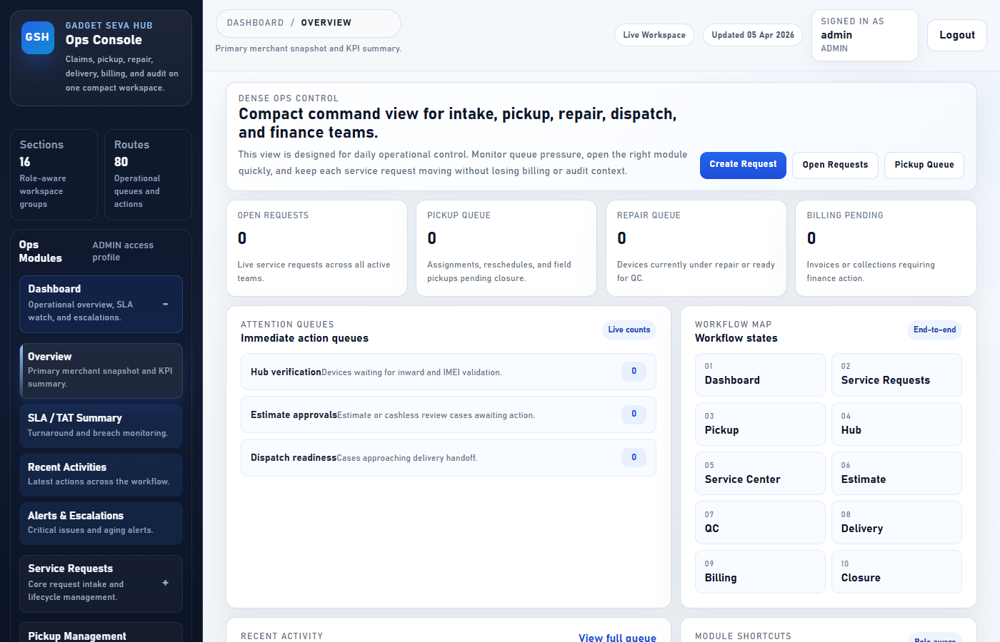 GSH
GADGET SEVA HUB
Ops Console
Claims, pickup, repair,
delivery, billing, and audit on
one compact workspace.
Sections
16
Role-aware
workspace
groups
Routes
80
Operational
queues and
actions
Ops
Modules
ADMIN access
profile
Dashboard
Operational overview, SLA
watch, and escalations.
–
Overview
Primary merchant snapshot and KPI
summary.
SLA / TAT Summary
Turnaround and breach monitoring.
Recent Activities
Latest actions across the workflow.
Alerts & Escalations
Critical issues and aging alerts.
Service Requests
Core request intake and
lifecycle management.
+
Pickup Management
DASHBOARD / OVERVIEW
Primary merchant snapshot and KPI summary.
Live Workspace
Updated 05 Apr 2026
SIGNED IN AS
admin
ADMIN
Logout
DENSE OPS CONTROL
Compact command view for intake, pickup, repair, dispatch,
and finance teams.
This view is designed for daily operational control. Monitor queue pressure, open the right module
quickly, and keep each service request moving without losing billing or audit context.
Create Request
Open Requests
Pickup Queue
OPEN REQUESTS
0
Live service requests across all active
teams.
PICKUP QUEUE
0
Assignments, reschedules, and field
pickups pending closure.
REPAIR QUEUE
0
Devices currently under repair or ready
for QC.
BILLING PENDING
0
Invoices or collections requiring
finance action.
ATTENTION QUEUES
Immediate action queues
Live counts
Hub verificationDevices waiting for inward and IMEI validation.
0
Estimate approvalsEstimate or cashless review cases awaiting action.
0
Dispatch readinessCases approaching delivery handoff.
0
WORKFLOW MAP
Workflow states
End-to-end
01
Dashboard
02
Service Requests
03
Pickup
04
Hub
05
Service Center
06
Estimate
07
QC
08
Delivery
09
Billing
10
Closure
RECENT ACTIVITY
View full queue
MODULE SHORTCUTS
Role aware